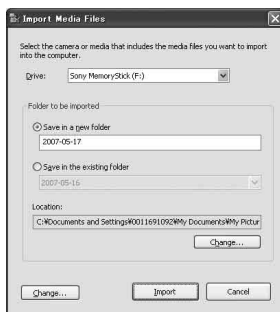 Import Media Files
Select the camera or media that includes the media files you want to import
into the computer.
Drive:
Sony MemoryStick (F:)
Folder to be imported
Save in a new folder
2007-05-17
Save in the existing folder
2007-05-16
Location:
C:¥Documents and Settings¥0011691092¥My Documents¥My Pictur
Change...
Change...
Import
Cancel